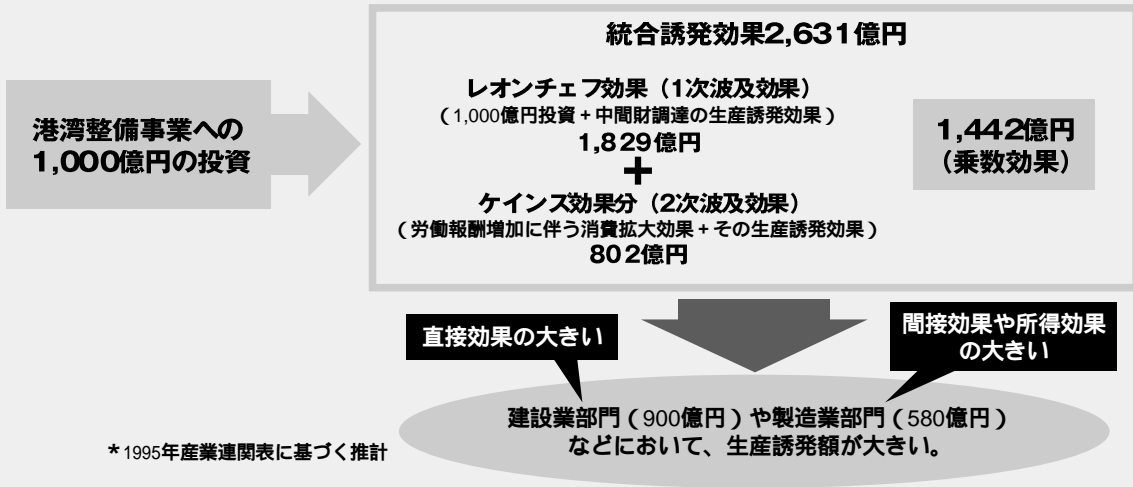 港湾整備事業への
1,000億円の投資
統合誘発効果2,631億円
レオンチェフ効果（1次波及効果）
（1,000億円投資+中間財調達の生産誘発効果）
1,829億円
+
ケインズ効果分（2次波及効果）
（労働報酬増加に伴う消費拡大効果+その生産誘発効果）
802億円
1,442億円
（乗数効果）
直接効果の大きい
間接効果や所得効果
の大きい
建設業部門（900億円）や製造業部門（580億円）
などにおいて、生産誘発額が大きい。
*1995年産業連関表に基づく推計